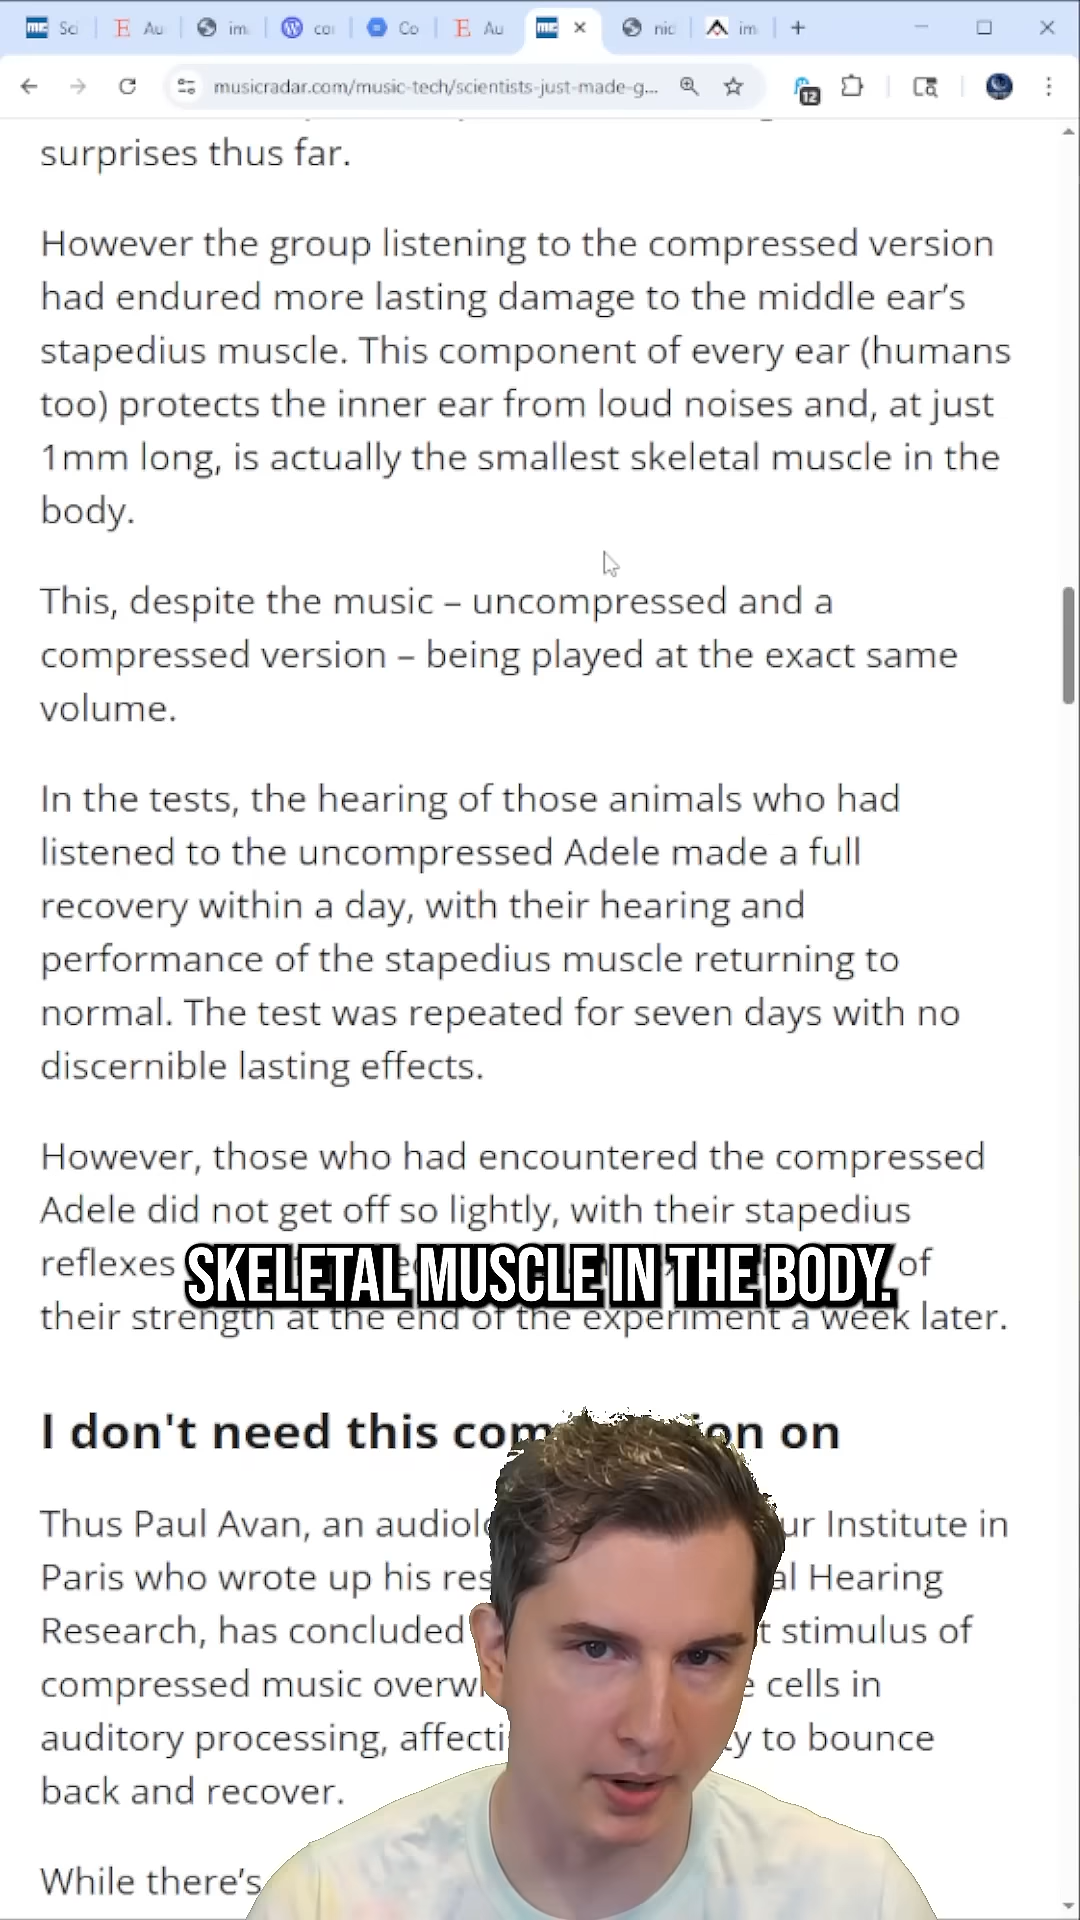 Sci
Au
im
co
Co
Au
nic
im
musicradar.com/music-tech/scientists-just-made-g...
12
surprises thus far.
However the group listening to the compressed version
had endured more lasting damage to the middle ear’s
stapedius muscle. This component of every ear (humans
too) protects the inner ear from loud noises and, at just
1mm long, is actually the smallest skeletal muscle in the
body.
This, despite the music – uncompressed and a
compressed version – being played at the exact same
volume.
In the tests, the hearing of those animals who had
listened to the uncompressed Adele made a full
recovery within a day, with their hearing and
performance of the stapedius muscle returning to
normal. The test was repeated for seven days with no
discernible lasting effects.
However, those who had encountered the compressed
Adele did not get off so lightly, with their stapedius
reflexes of
SKELETAL MUSCLE IN THE BODY.
their strength at the end of the experiment a week later.
I don't need this com on on
Thus Paul Avan, an audiol ur Institute in
Paris who wrote up his res al Hearing
Research, has concluded t stimulus of
compressed music overw e cells in
auditory processing, affecti y to bounce
back and recover.
While there’s